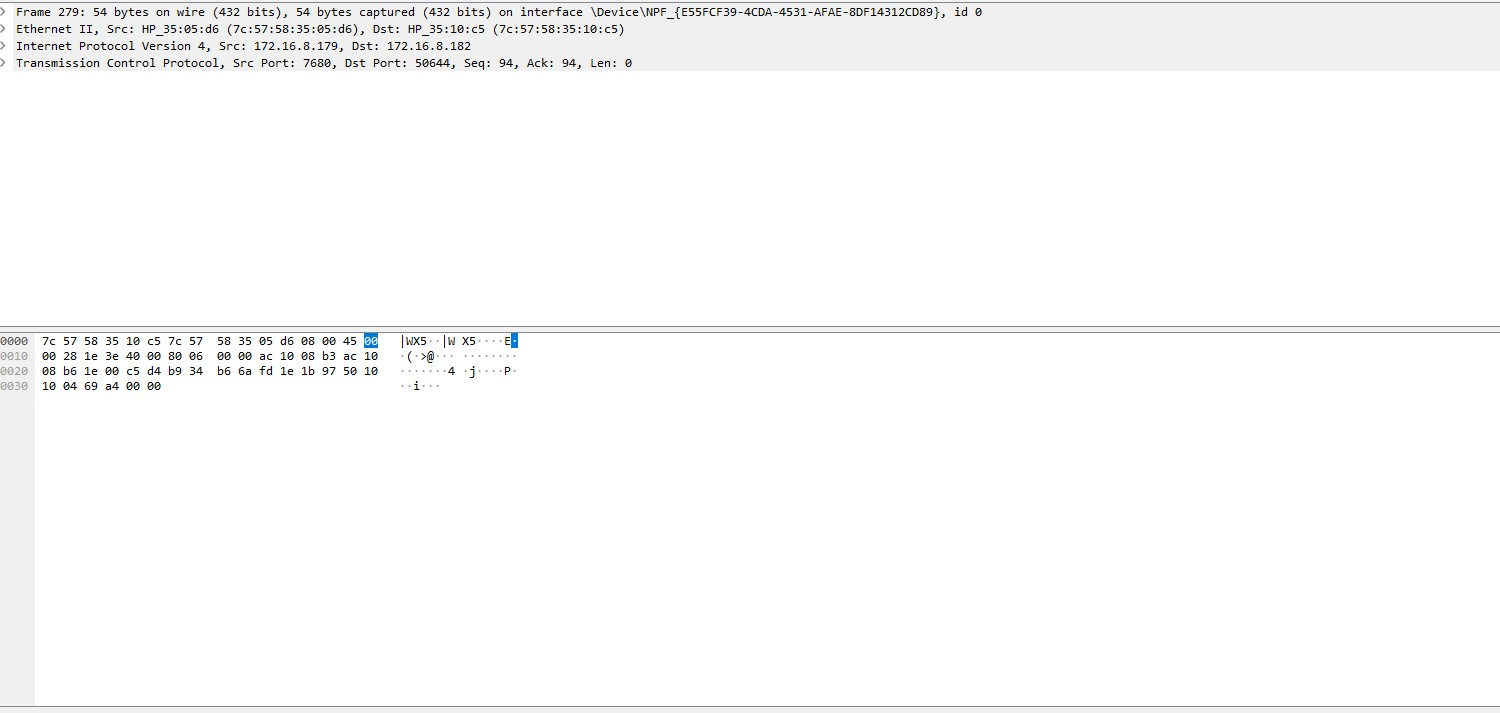 > Frame 279: 54 bytes on wire (432 bits), 54 bytes captured (432 bits) on interface \Device\NPF_{E55FCF39-4CDA-4531-AFAE-8DF14312CD89}, id 0
> Ethernet II, Src: HP_35:05:d6 (7c:57:58:35:05:d6), Dst: HP_35:10:c5 (7c:57:58:35:10:c5)
> Internet Protocol Version 4, Src: 172.16.8.179, Dst: 172.16.8.182
> Transmission Control Protocol, Src Port: 7680, Dst Port: 50644, Seq: 94, Ack: 94, Len: 0
0000 7c 57 58 35 10 c5 7c 57 58 35 05 d6 08 00 45 00 |WX5··|W X5····E·
0010 00 28 1e 3e 40 00 80 06 00 00 ac 10 08 b3 ac 10 ·(·>@··· ········
0020 08 b6 1e 00 c5 d4 b9 34 b6 6a fd 1e 1b 97 50 10 ·······4 ·j····P·
0030 10 04 69 a4 00 00 ··i···